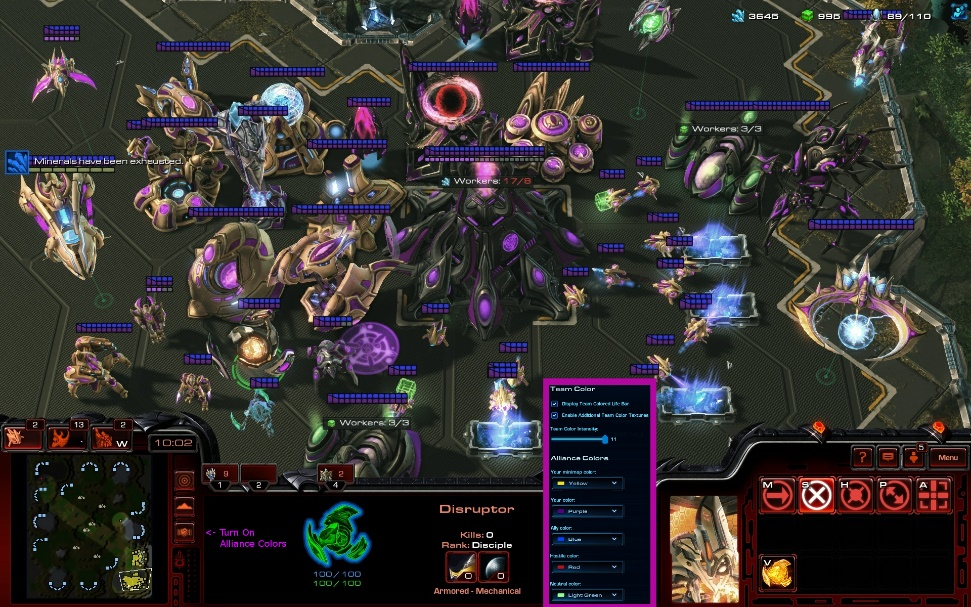 3645 995 89/110
Workers: 3/3
Minerals have been exhausted.
Workers: 17/6
Workers: 3/3
2 13 2
W
10:02
9 2
1 2 4
<- Turn On
Alliance Colors
100/100
100/100
Disruptor
Kills: 0
Rank: Disciple
0 0
Armored - Mechanical
Team Color
Display Team Colored Life Bar
Enable Additional Team Color Textures
Team Color Intensity:
11
Alliance Colors
Your minimap color:
Yellow
Your color:
Purple
Ally color:
Blue
Hostile color:
Red
Neutral color:
Light Green
? 5 Menu
M S H P A
V